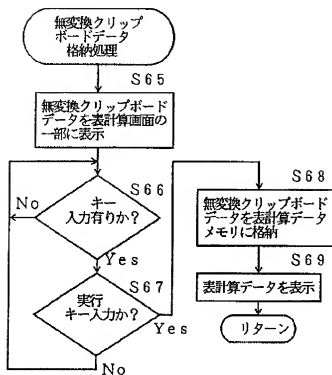 無変換クリップ
ボードデータ
格納処理
S65
無変換クリップボード
データを表計算画面の
一部に表示
S66
キー
入力有りか?
No
Yes
S67
実行
キー入力か?
Yes
No
S68
無変換クリップボード
データを表計算データ
メモリに格納
S69
表計算データを表示
リターン